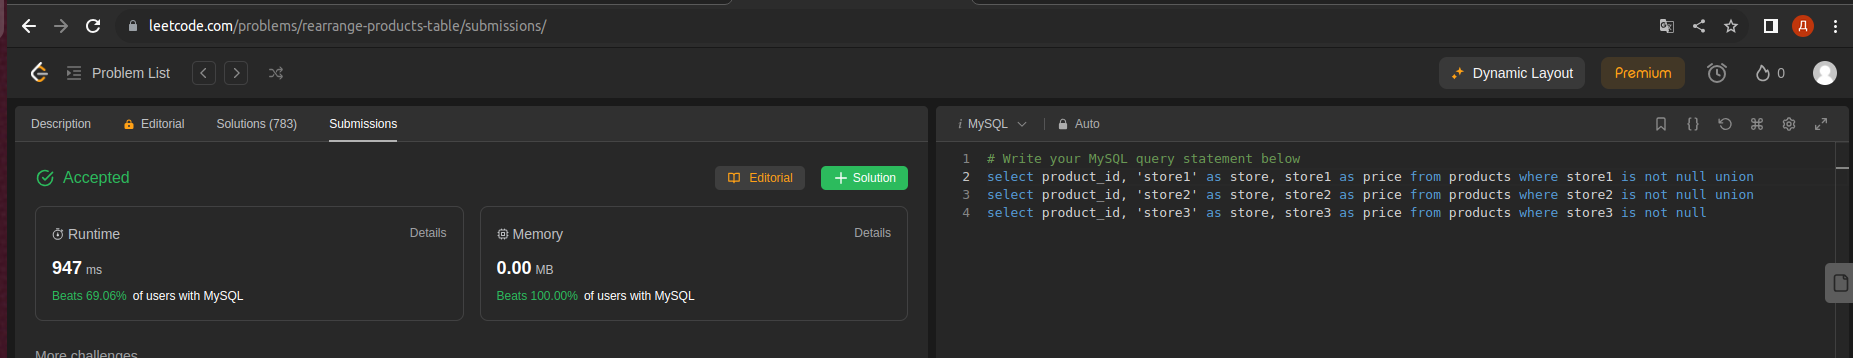 leetcode.com/problems/rearrange-products-table/submissions/
Д
Problem List
Dynamic Layout
Premium
0
Description
Editorial
Solutions (783)
Submissions
Accepted
Editorial
Solution
Runtime
Details
947 ms
Beats 69.06% of users with MySQL
Memory
Details
0.00 MB
Beats 100.00% of users with MySQL
More challenges
i MySQL
Auto
1 # Write your MySQL query statement below
2 select product_id, 'store1' as store, store1 as price from products where store1 is not null union
3 select product_id, 'store2' as store, store2 as price from products where store2 is not null union
4 select product_id, 'store3' as store, store3 as price from products where store3 is not null